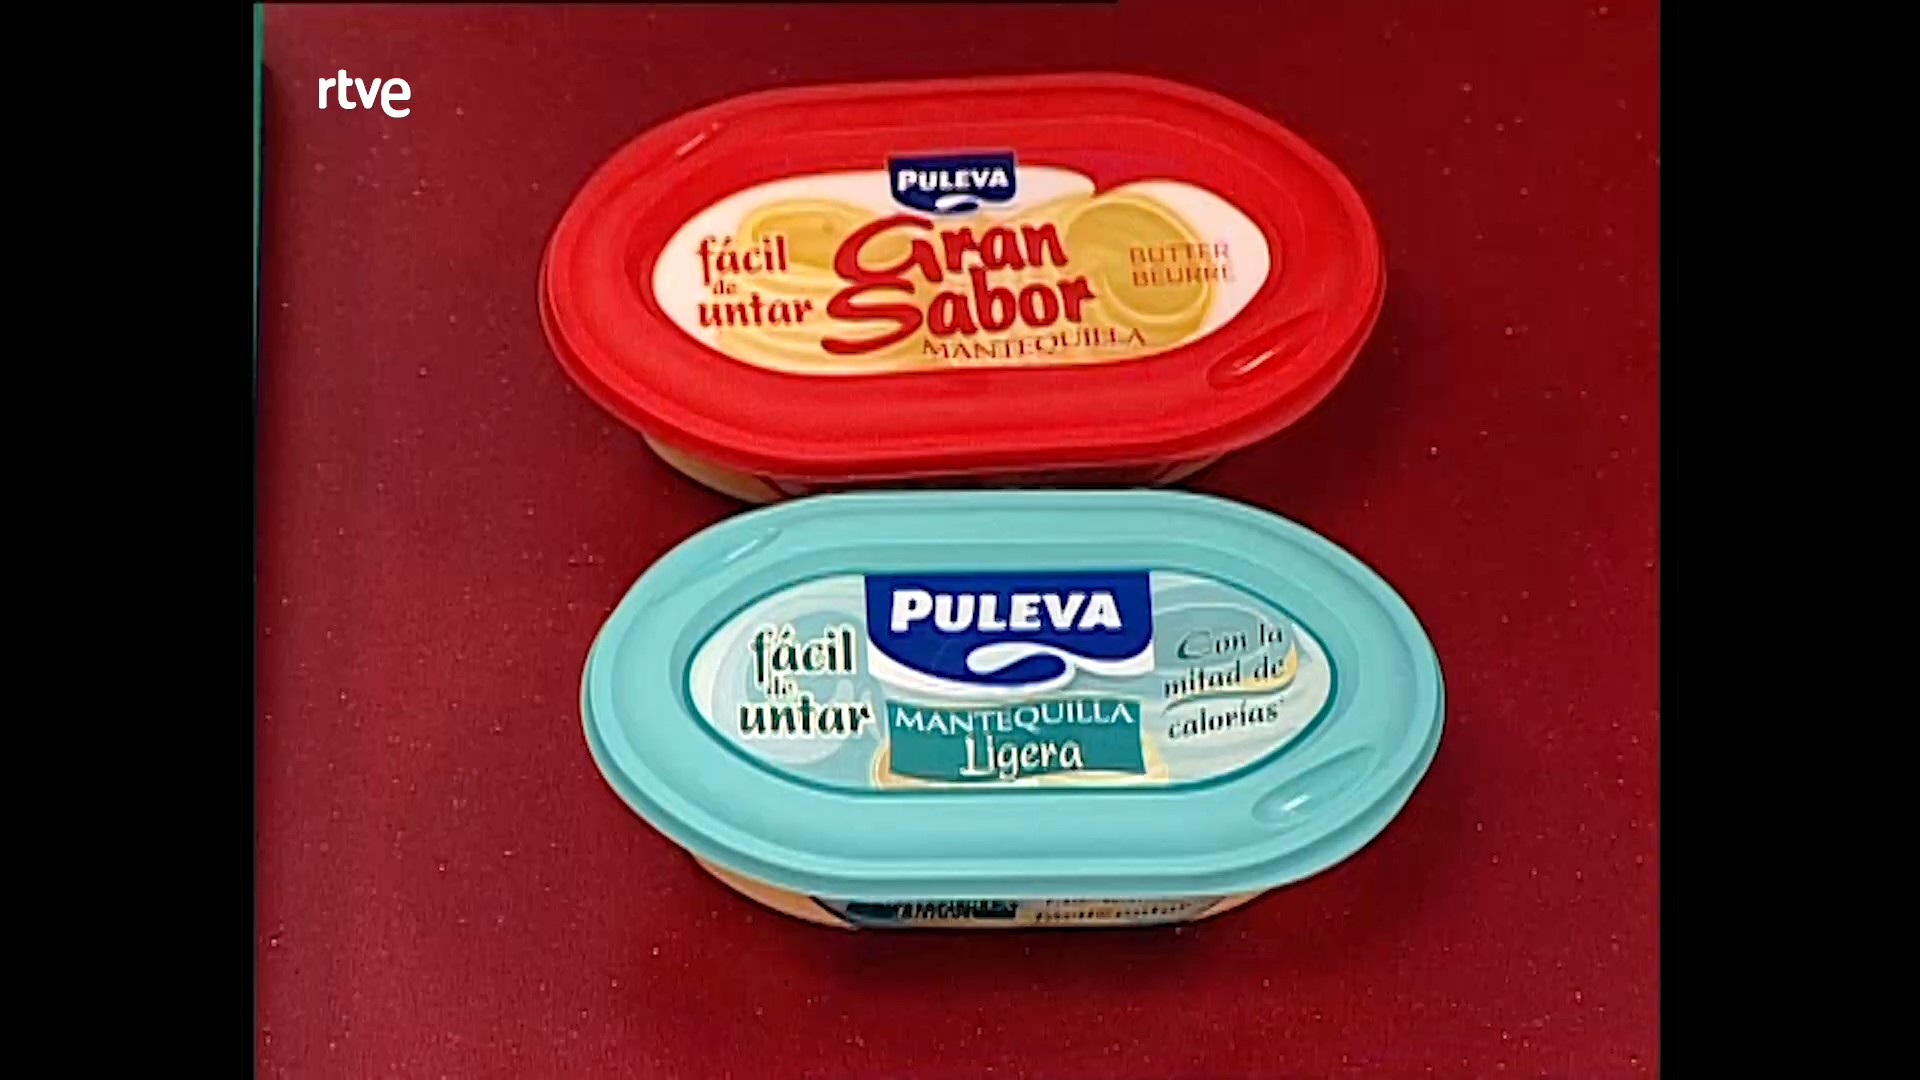 rtve
PULEVA
fácil
de
untar
Gran
Sabor
MANTEQUILLA
BUTTER
BEURRE
PULEVA
fácil
de
untar
MANTEQUILLA
Ligera
Con la
mitad de
calorías